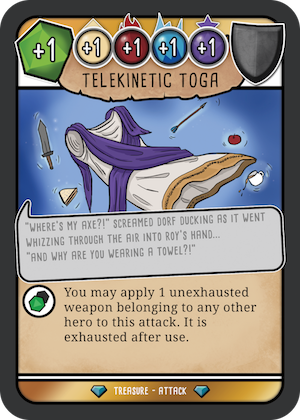 +1 +1 +1 +1 +1
TELEKINETIC TOGA
"WHERE'S MY AXE?!" SCREAMED DORF DUCKING AS IT WENT
WHIZZING THROUGH THE AIR INTO ROY'S HAND...
"AND WHY ARE YOU WEARING A TOWEL?!"
You may apply 1 unexhausted
weapon belonging to any other
hero to this attack. It is
exhausted after use.
TREASURE - ATTACK